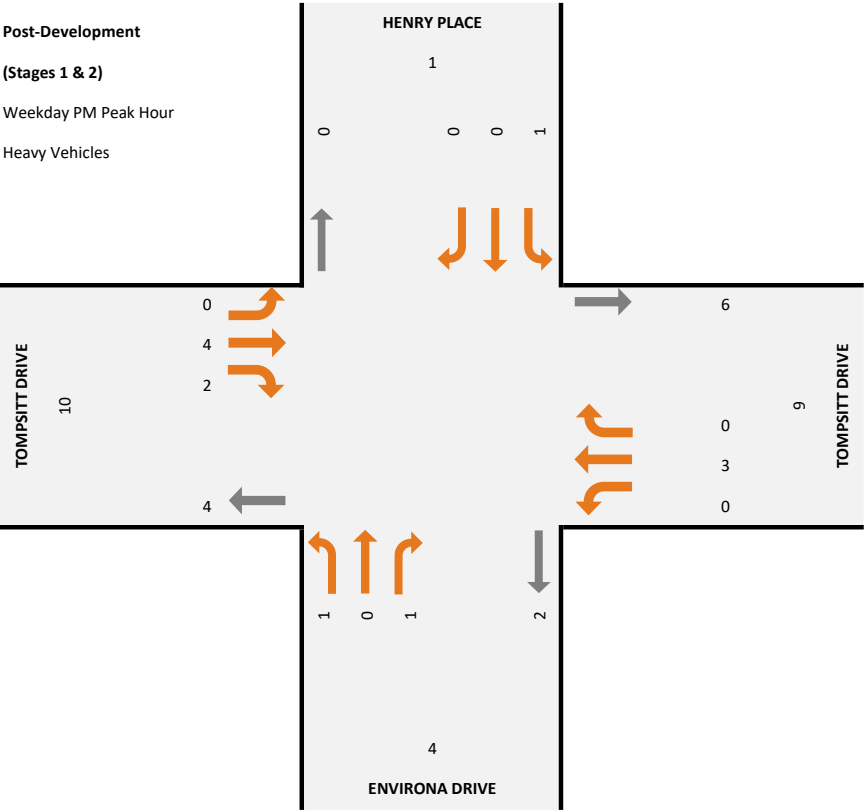 Post-Development
(Stages 1 & 2)
Weekday PM Peak Hour
Heavy Vehicles
HENRY PLACE
1
0
0 0 1
0
4
2
TOMPSITT DRIVE
10
4
6
0
3
0
9
TOMPSITT DRIVE
1 0 1
2
4
ENVIRONA DRIVE